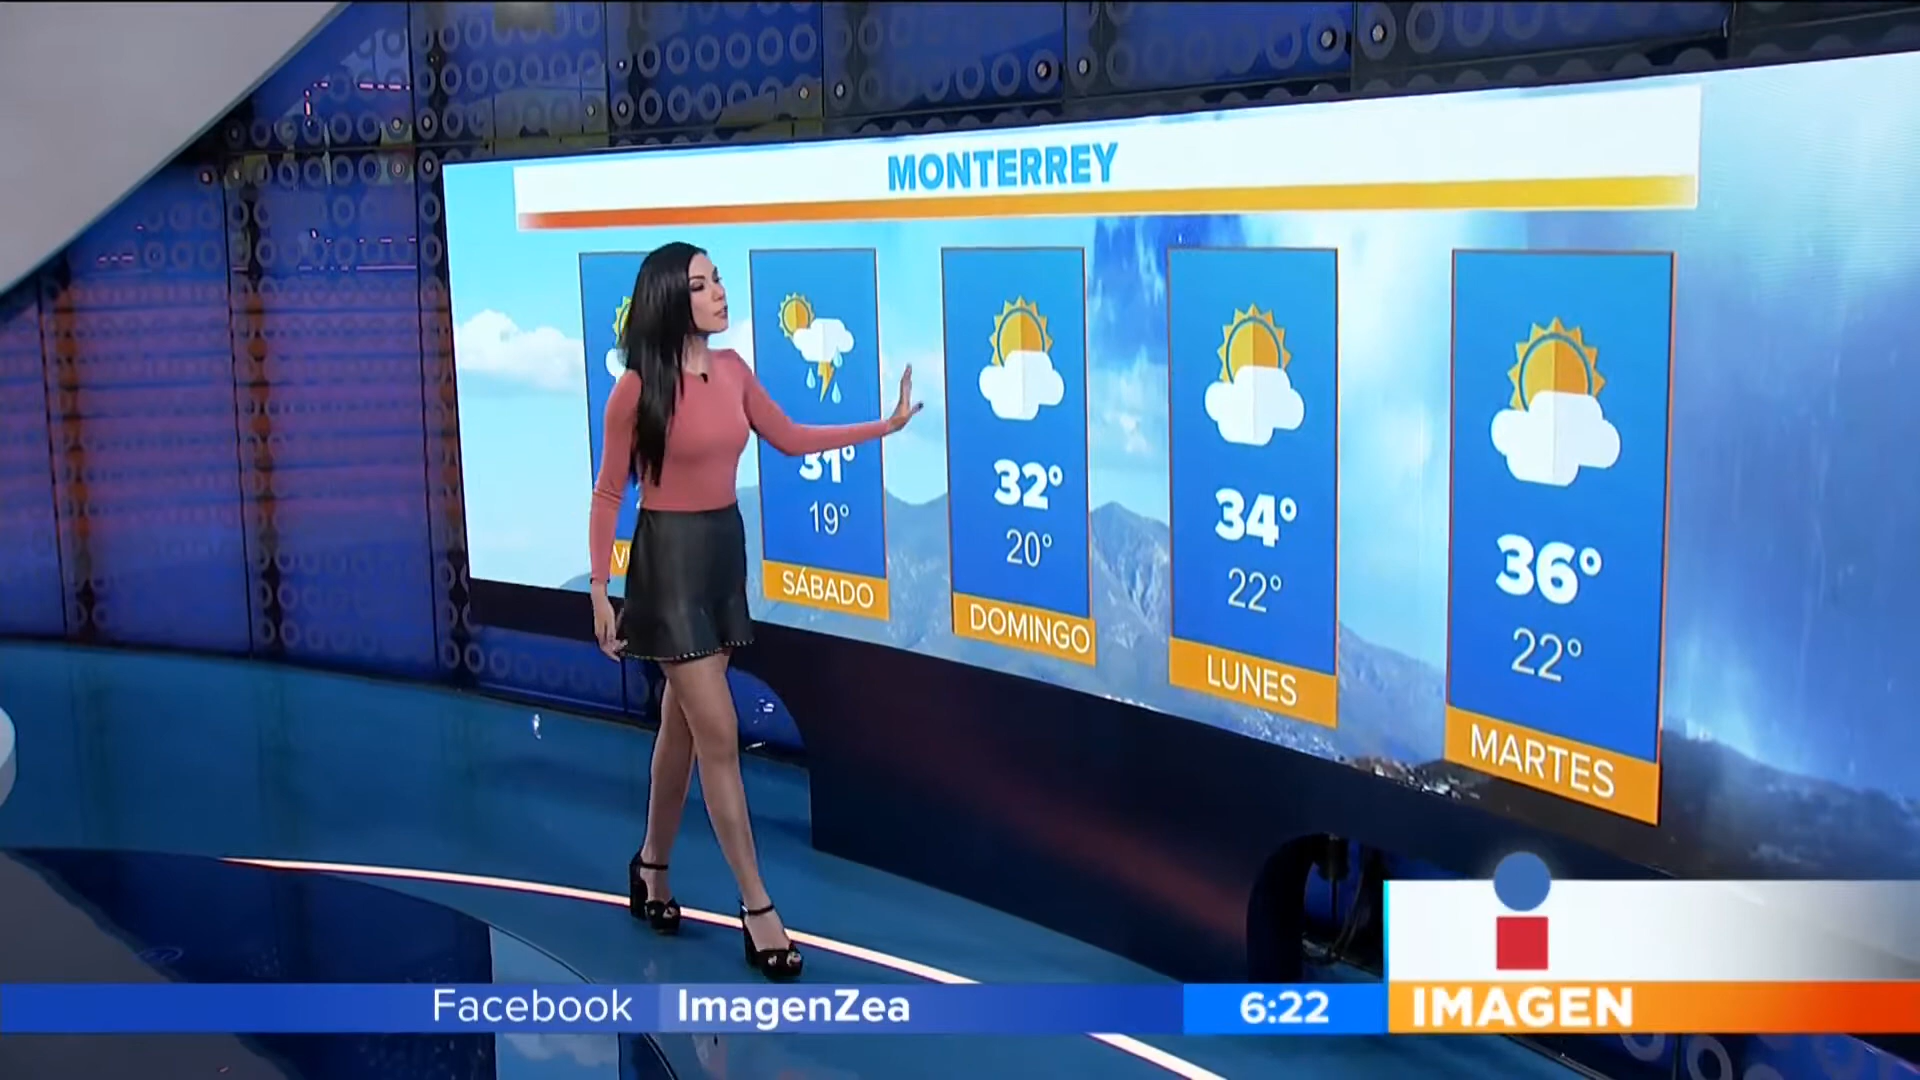 MONTERREY
31°
19°
SÁBADO
32°
20°
DOMINGO
34°
22°
LUNES
36°
22°
MARTES
Facebook ImagenZea
6:22
IMAGEN